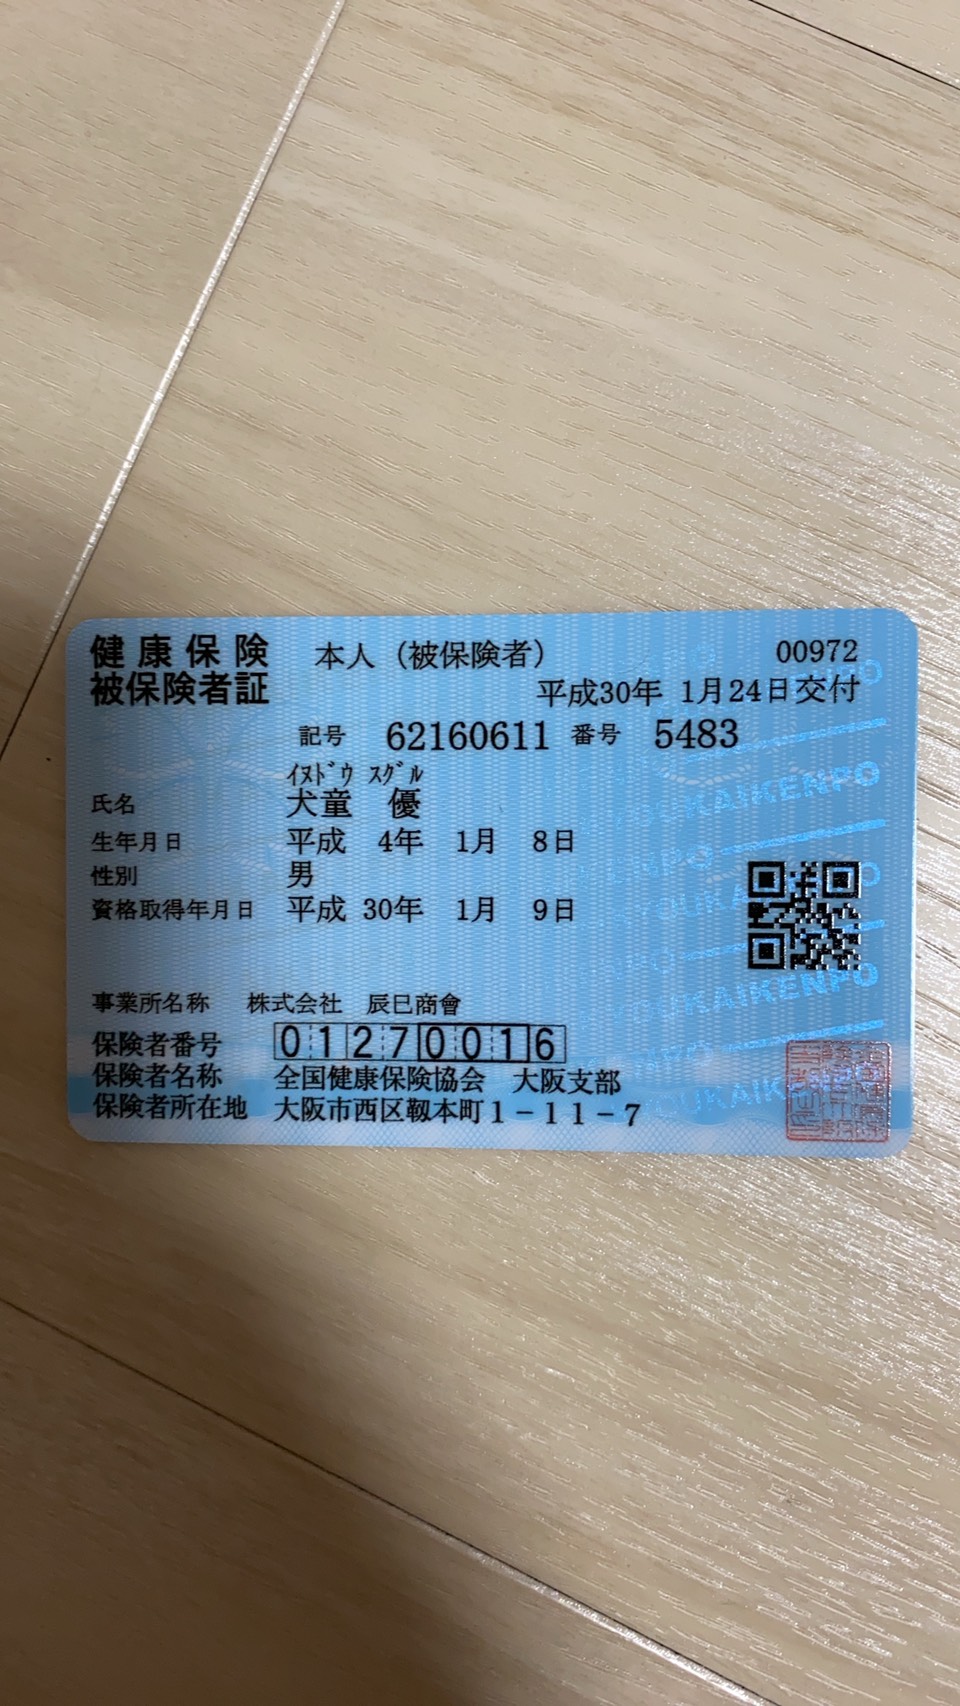 健康保険 本人（被保険者） 00972
被保険者証 平成30年 1月24日交付
記号 62160611 番号 5483
ｲﾇﾄﾞｳ ｽｸﾞﾙ
氏名 犬童 優
生年月日 平成 4年 1月 8日
性別 男
資格取得年月日 平成 30年 1月 9日
事業所名称 株式会社 辰巳商會
保険者番号 01270016
保険者名称 全国健康保険協会 大阪支部
保険者所在地 大阪市西区靱本町1－11－7